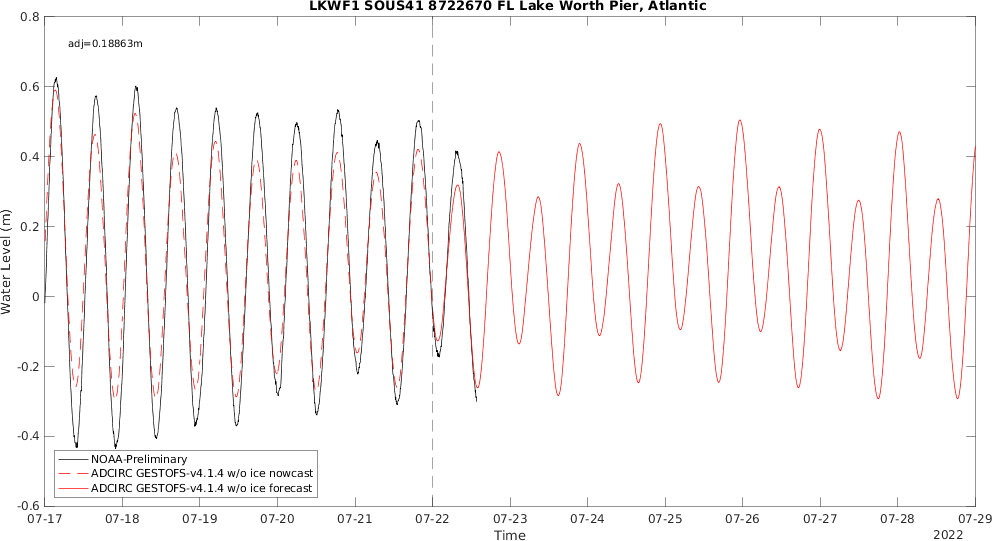 LKWF1 SOUS41 8722670 FL Lake Worth Pier, Atlantic
adj=0.18863m
Water Level (m)
0.8
0.6
0.4
0.2
0
-0.2
-0.4
-0.6
NOAA-Preliminary
ADCIRC GESTOFS-v4.1.4 w/o ice nowcast
ADCIRC GESTOFS-v4.1.4 w/o ice forecast
07-17 07-18 07-19 07-20 07-21 07-22 07-23 07-24 07-25 07-26 07-27 07-28 07-29
Time
2022